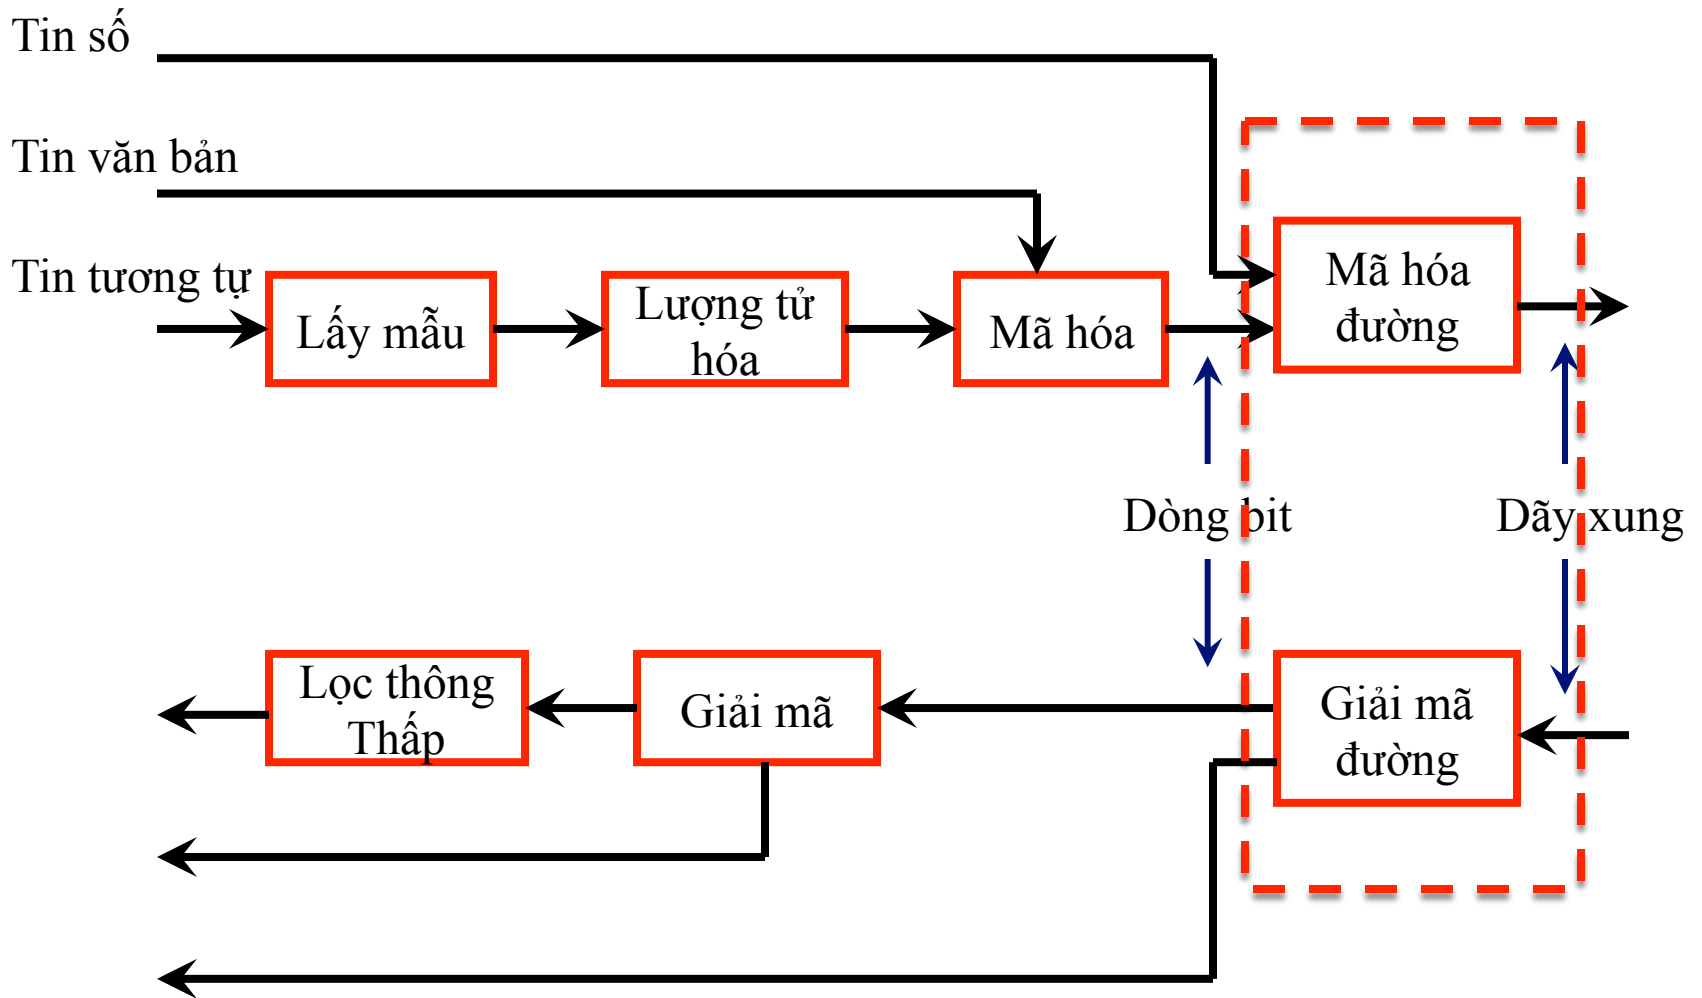 Tin số
Tin văn bản
Tin tương tự
Lấy mẫu
Lượng tử
hóa
Mã hóa
Mã hóa
đường
Dòng bit
Dãy xung
Lọc thông
Thấp
Giải mã
Giải mã
đường